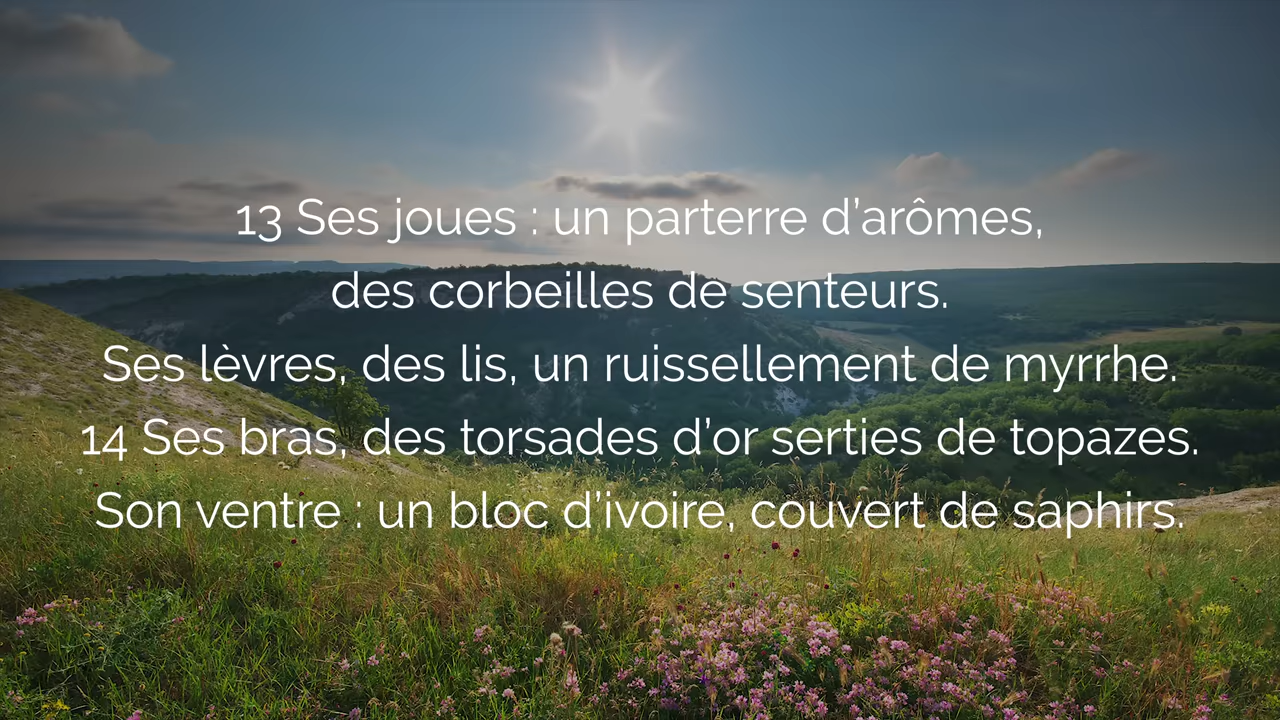 13 Ses joues : un parterre d’arômes,
des corbeilles de senteurs.
Ses lèvres, des lis, un ruissellement de myrrhe.
14 Ses bras, des torsades d’or serties de topazes.
Son ventre : un bloc d’ivoire, couvert de saphirs.